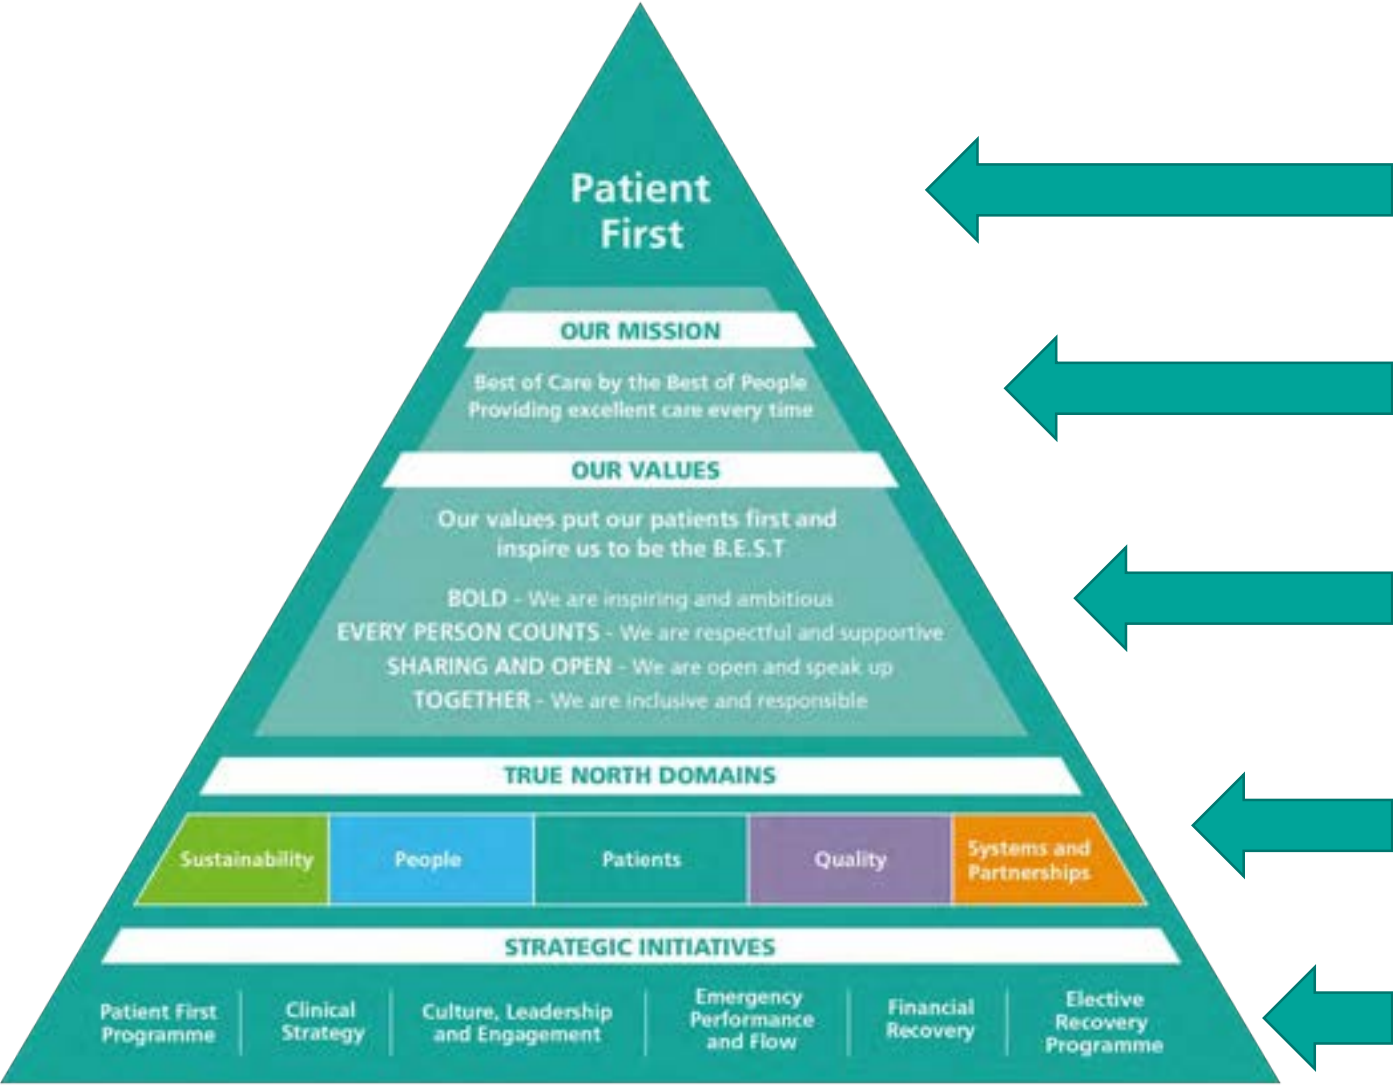 Patient
First
OUR MISSION
Best of Care by the Best of People
Providing excellent care every time
OUR VALUES
Our values put our patients first and
inspire us to be the B.E.S.T
BOLD - We are inspiring and ambitious
EVERY PERSON COUNTS - We are respectful and supportive
SHARING AND OPEN - We are open and speak up
TOGETHER - We are inclusive and responsible
TRUE NORTH DOMAINS
Sustainability
People
Patients
Quality
Systems and
Partnerships
STRATEGIC INITIATIVES
Patient First
Programme
Clinical
Strategy
Culture, Leadership
and Engagement
Emergency
Performance
and Flow
Financial
Recovery
Elective
Recovery
Programme